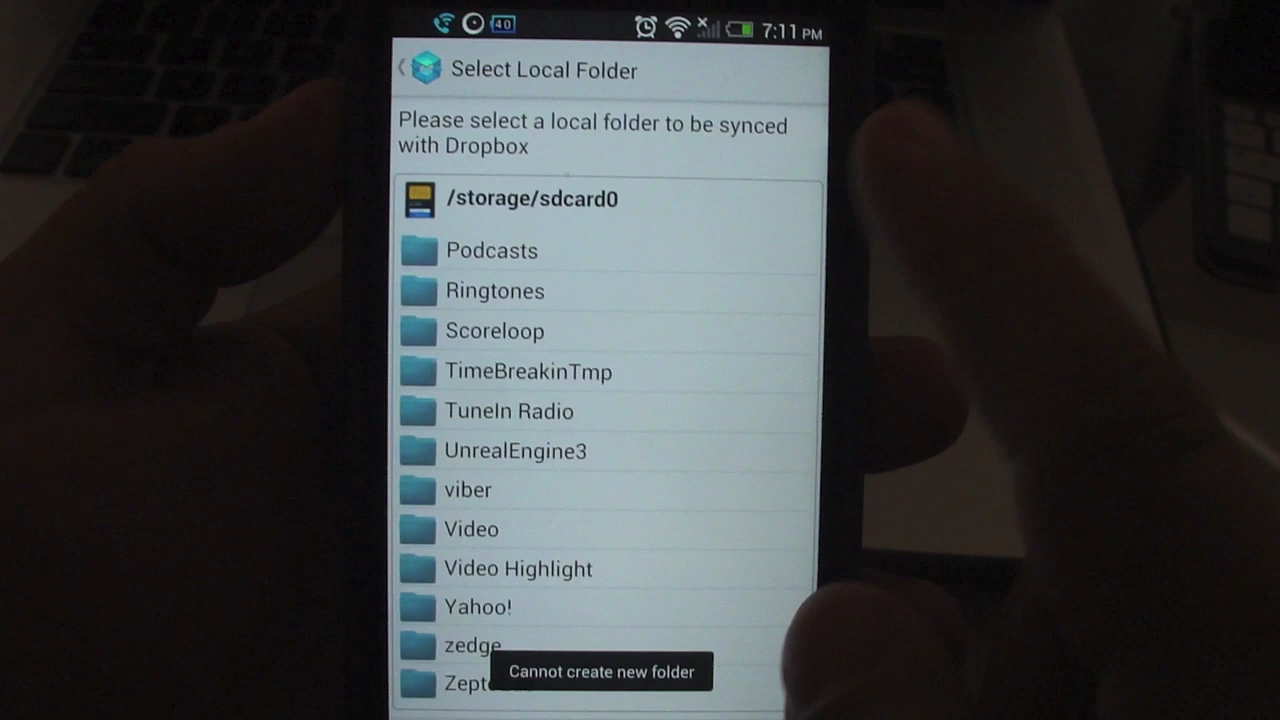 40
7:11 PM
Select Local Folder
Please select a local folder to be synced
with Dropbox
/storage/sdcard0
Podcasts
Ringtones
Scoreloop
TimeBreakinTmp
TuneIn Radio
UnrealEngine3
viber
Video
Video Highlight
Yahoo!
zedge
Cannot create new folder